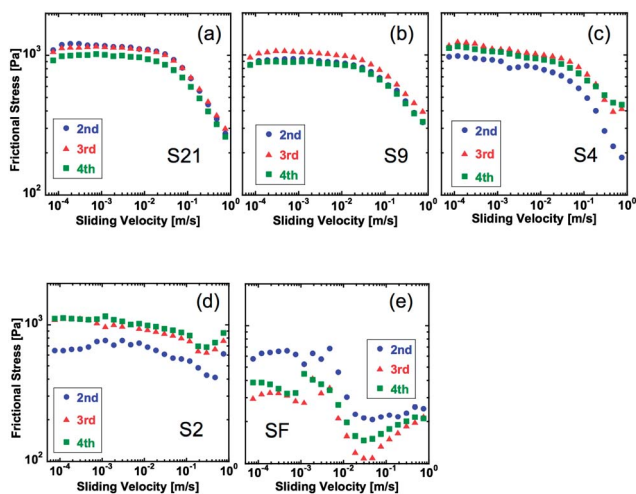 (a)
(b)
(c)
Frictional Stress [Pa]
10³
10²
2nd
3rd
4th
S21
2nd
3rd
4th
S9
2nd
3rd
4th
S4
10⁻⁴ 10⁻³ 10⁻² 10⁻¹ 10⁰
10⁻⁴ 10⁻³ 10⁻² 10⁻¹ 10⁰
10⁻⁴ 10⁻³ 10⁻² 10⁻¹ 10⁰
Sliding Velocity [m/s]
Sliding Velocity [m/s]
Sliding Velocity [m/s]
(d)
(e)
Frictional Stress [Pa]
10³
10²
2nd
3rd
4th
S2
2nd
3rd
4th
SF
10⁻⁴ 10⁻³ 10⁻² 10⁻¹ 10⁰
10⁻⁴ 10⁻³ 10⁻² 10⁻¹ 10⁰
Sliding Velocity [m/s]
Sliding Velocity [m/s]